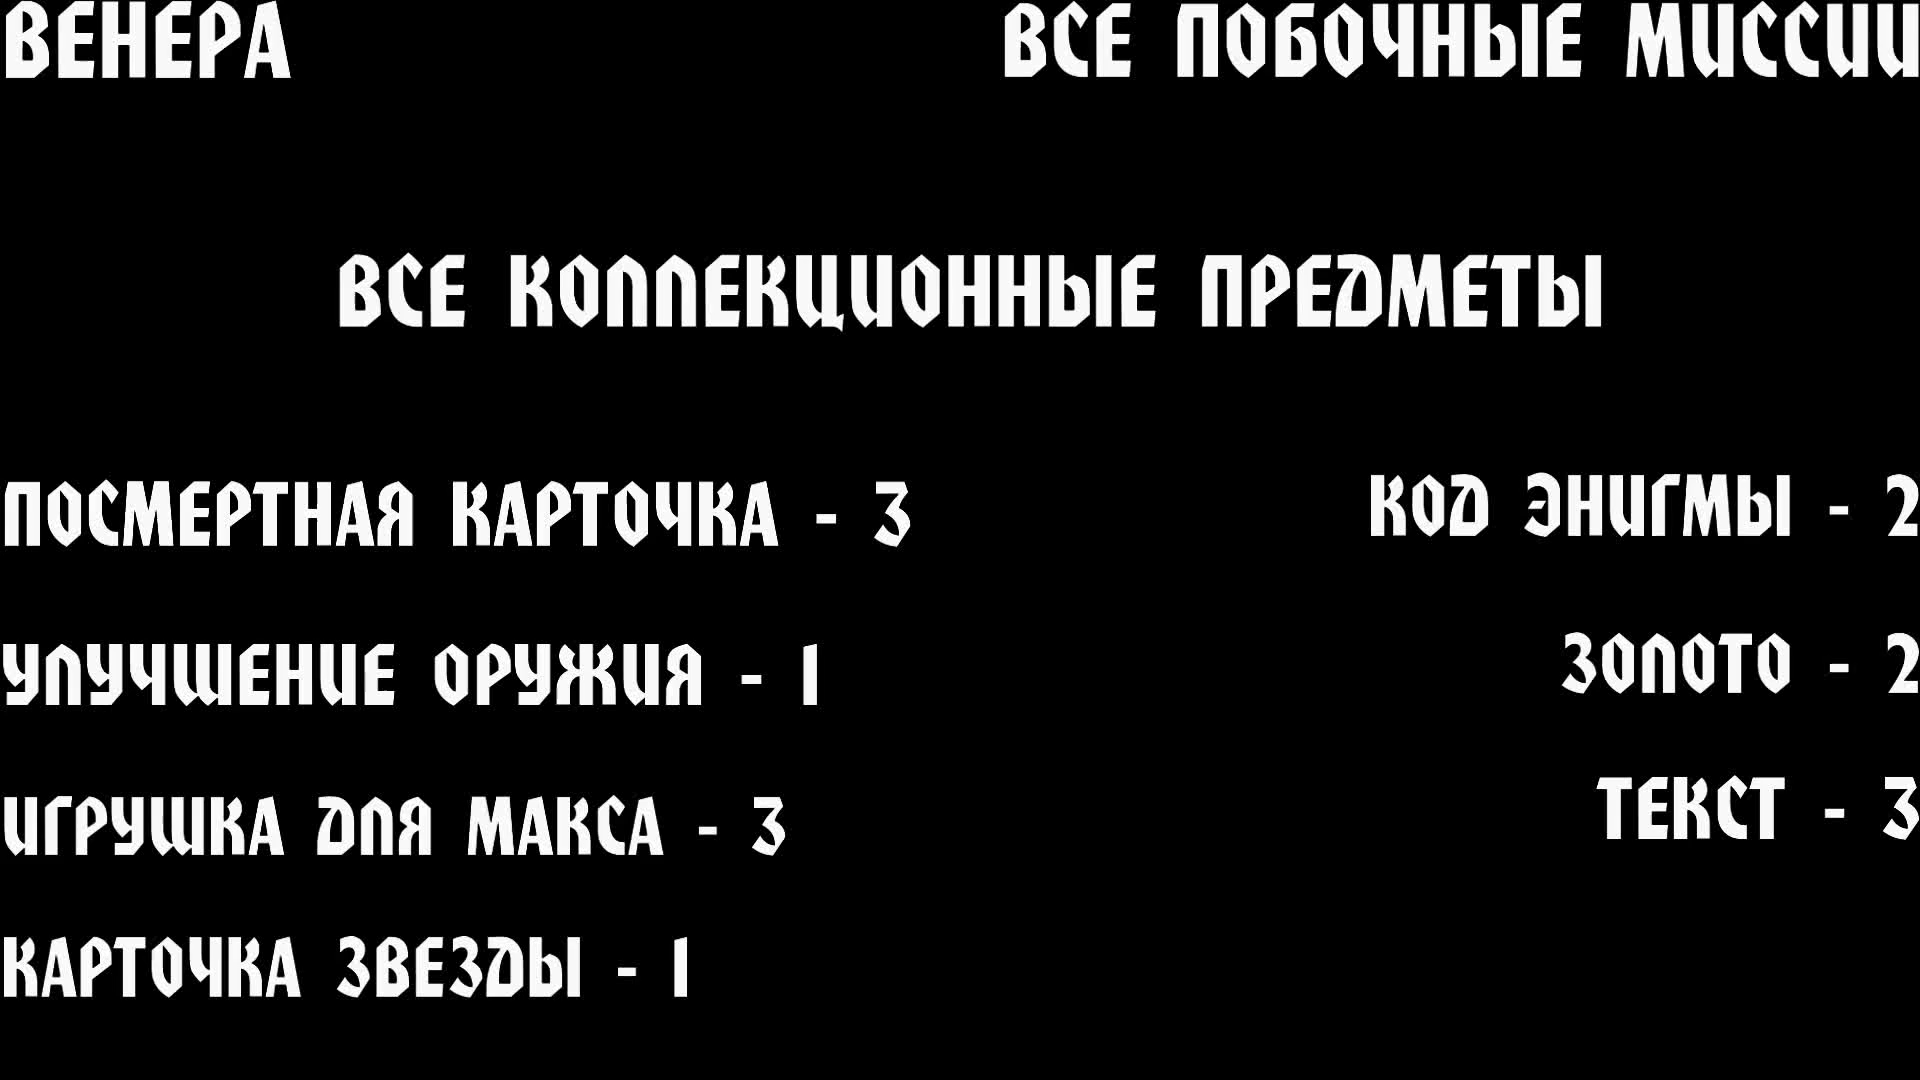 ВЕНЕРА
ВСЕ ПОБОЧНЫЕ МИССИИ
ВСЕ КОЛЛЕКЦИОННЫЕ ПРЕДМЕТЫ
ПОСМЕРТНАЯ КАРТОЧКА - 3
КОД ЭНИГМЫ - 2
УЛУЧШЕНИЕ ОРУЖИЯ - 1
ЗОЛОТО - 2
ИГРУШКА ДЛЯ МАКСА - 3
ТЕКСТ - 3
КАРТОЧКА ЗВЕЗДЫ - 1